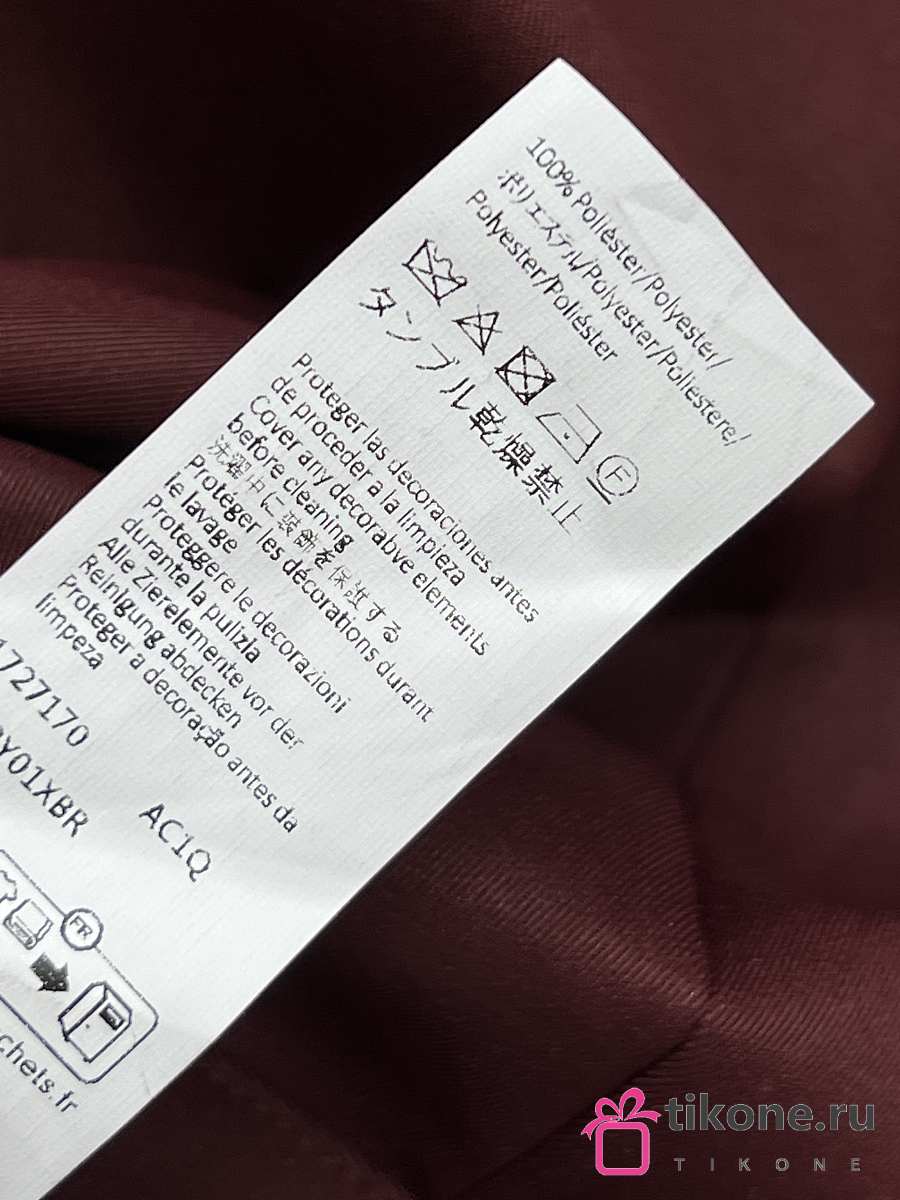 100% Poliéster/Polyester/
ポリエステル/Polyester/Poliestere/
Polyester/Poliéster
F
タンブル乾燥禁止
Proteger las decoraciones antes
de proceder a la limpieza
Cover any decorabve elements
before cleaning
洗濯中に装飾を保護する
Protéger les décorations durant
le lavage
Proteggere le decorazioni
durante la pulizla
Alle Zierelemente vor der
Reinigung abdecken
Proteger a decoração antes da
limpeza
1727170
Y01XBR AC1Q
FR
chets.fr
tikone.ru
TIKONE